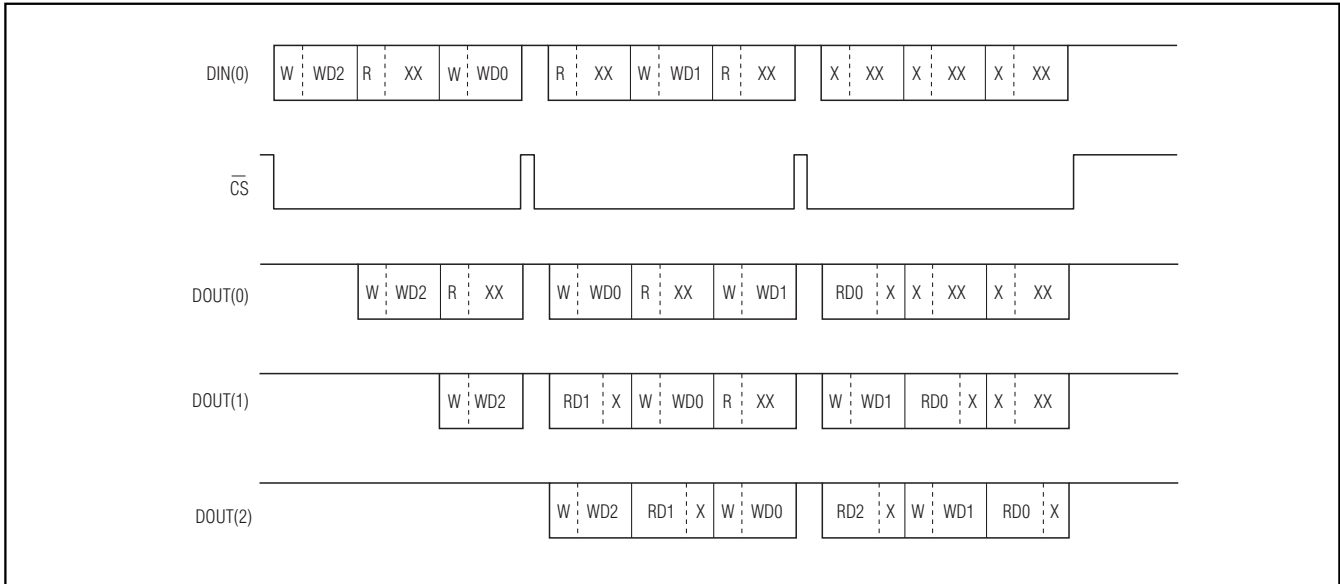 DIN(0) W WD2 R XX W WD0 R XX W WD1 R XX X XX X XX X XX
CS
DOUT(0) W WD2 R XX W WD0 R XX W WD1 RD0 X X XX X XX
DOUT(1) W WD2 RD1 X W WD0 R XX W WD1 RD0 X X XX
DOUT(2) W WD2 RD1 X W WD0 RD2 X W WD1 RD0 X